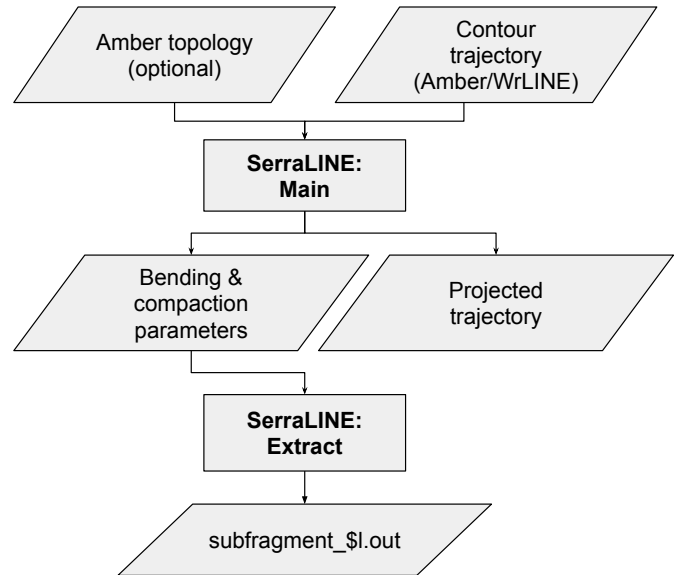 Amber topology
(optional)
Contour
trajectory
(Amber/WrLINE)
SerraLINE:
Main
Bending &
compaction
parameters
Projected
trajectory
SerraLINE:
Extract
subfragment_$l.out